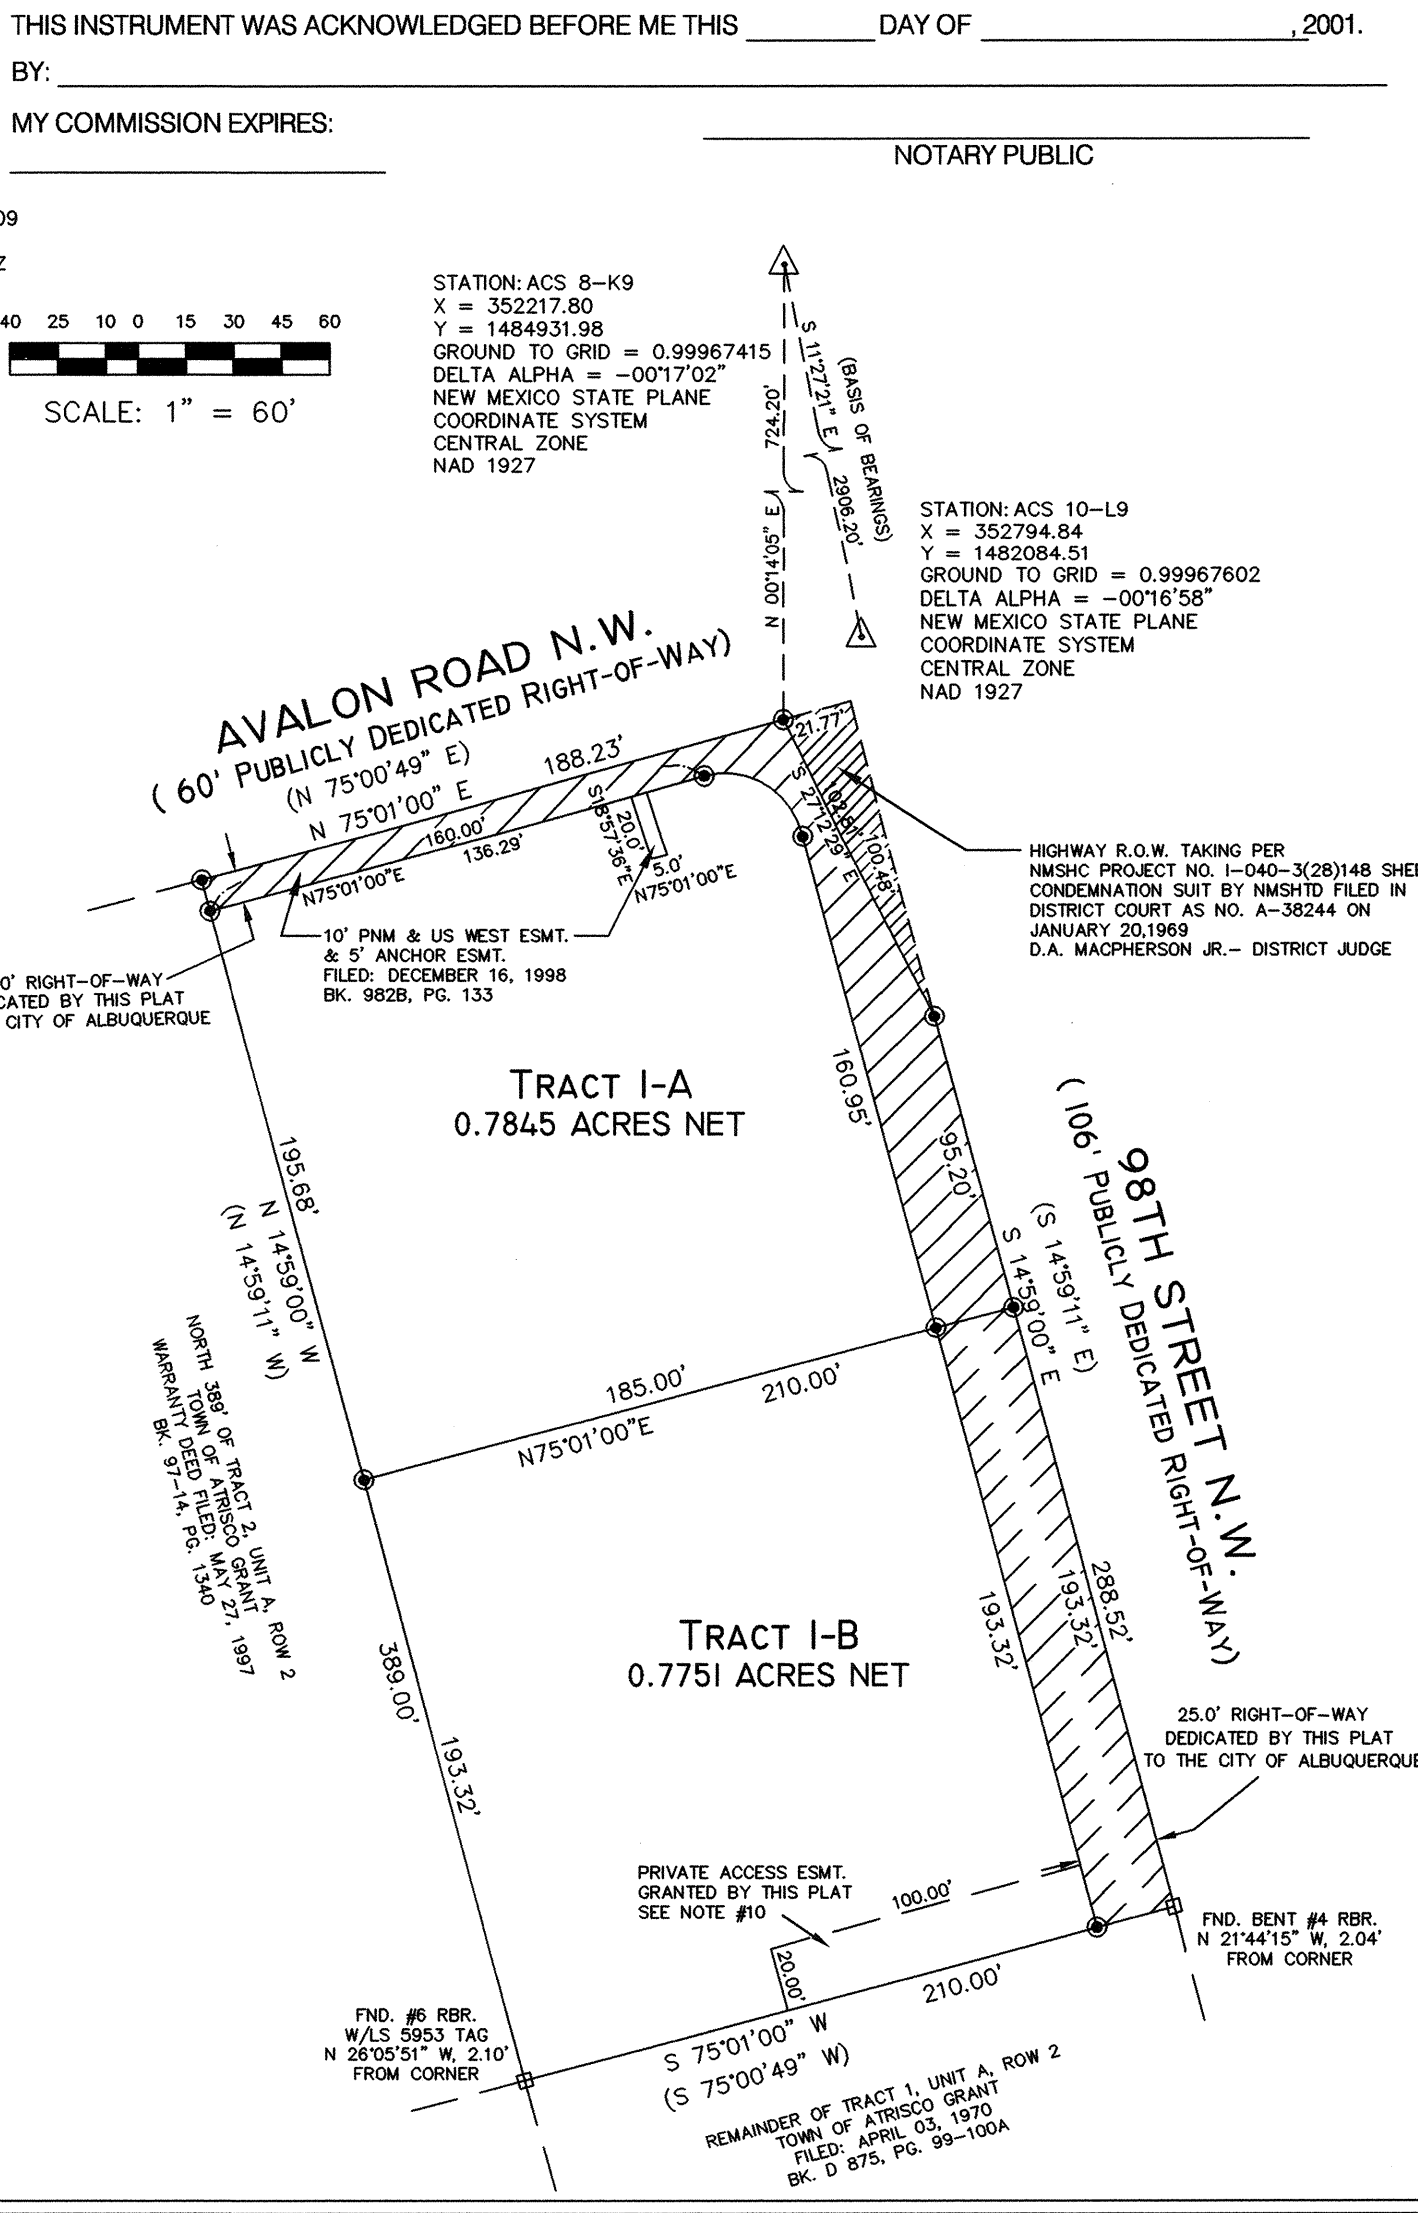 THIS INSTRUMENT WAS ACKNOWLEDGED BEFORE ME THIS DAY OF , 2001.
BY:
MY COMMISSION EXPIRES:
NOTARY PUBLIC
09
Z
40 25 10 0 15 30 45 60
SCALE: 1" = 60'
STATION: ACS 8-K9
X = 352217.80
Y = 1484931.98
GROUND TO GRID = 0.99967415
DELTA ALPHA = -00°17'02"
NEW MEXICO STATE PLANE
COORDINATE SYSTEM
CENTRAL ZONE
NAD 1927
N 00°14'05" E 724.20'
S 11°27'21" E 2906.20'
(BASIS OF BEARINGS)
STATION: ACS 10-L9
X = 352794.84
Y = 1482084.51
GROUND TO GRID = 0.99967602
DELTA ALPHA = -00°16'58"
NEW MEXICO STATE PLANE
COORDINATE SYSTEM
CENTRAL ZONE
NAD 1927
AVALON ROAD N.W.
( 60' PUBLICLY DEDICATED RIGHT-OF-WAY)
(N 75°00'49" E)
N 75°01'00" E 188.23'
21.77'
160.00'
136.29'
N75°01'00"E
S18°57'36"E
20.0'
5.0'
N75°01'00"E
S 27°12'29" E
102.81'
100.48'
HIGHWAY R.O.W. TAKING PER
NMSHC PROJECT NO. I-040-3(28)148 SHEE
CONDEMNATION SUIT BY NMSHTD FILED IN
DISTRICT COURT AS NO. A-38244 ON
JANUARY 20,1969
D.A. MACPHERSON JR.- DISTRICT JUDGE
10' PNM & US WEST ESMT.
& 5' ANCHOR ESMT.
FILED: DECEMBER 16, 1998
BK. 982B, PG. 133
0' RIGHT-OF-WAY
CATED BY THIS PLAT
CITY OF ALBUQUERQUE
TRACT 1-A
0.7845 ACRES NET
160.95'
95.20'
195.68'
N 14°59'00" W
(N 14°59'11" W)
(S 14°59'11" E)
S 14°59'00" E
98TH STREET N.W.
( 106' PUBLICLY DEDICATED RIGHT-OF-WAY)
185.00'
210.00'
N75°01'00"E
NORTH 389' OF TRACT 2, UNIT A, ROW 2
TOWN OF ATRISCO GRANT
WARRANTY DEED FILED: MAY 27, 1997
BK. 97-14, PG. 1340
TRACT 1-B
0.7751 ACRES NET
389.00'
193.32'
193.32'
193.32'
288.52'
25.0' RIGHT-OF-WAY
DEDICATED BY THIS PLAT
TO THE CITY OF ALBUQUERQUE
PRIVATE ACCESS ESMT.
GRANTED BY THIS PLAT
SEE NOTE #10
100.00'
20.00'
210.00'
FND. BENT #4 RBR.
N 21°44'15" W, 2.04'
FROM CORNER
FND. #6 RBR.
W/LS 5953 TAG
N 26°05'51" W, 2.10'
FROM CORNER
S 75°01'00" W
(S 75°00'49" W)
REMAINDER OF TRACT 1, UNIT A, ROW 2
TOWN OF ATRISCO GRANT
FILED: APRIL 03, 1970
BK. D 875, PG. 99-100A